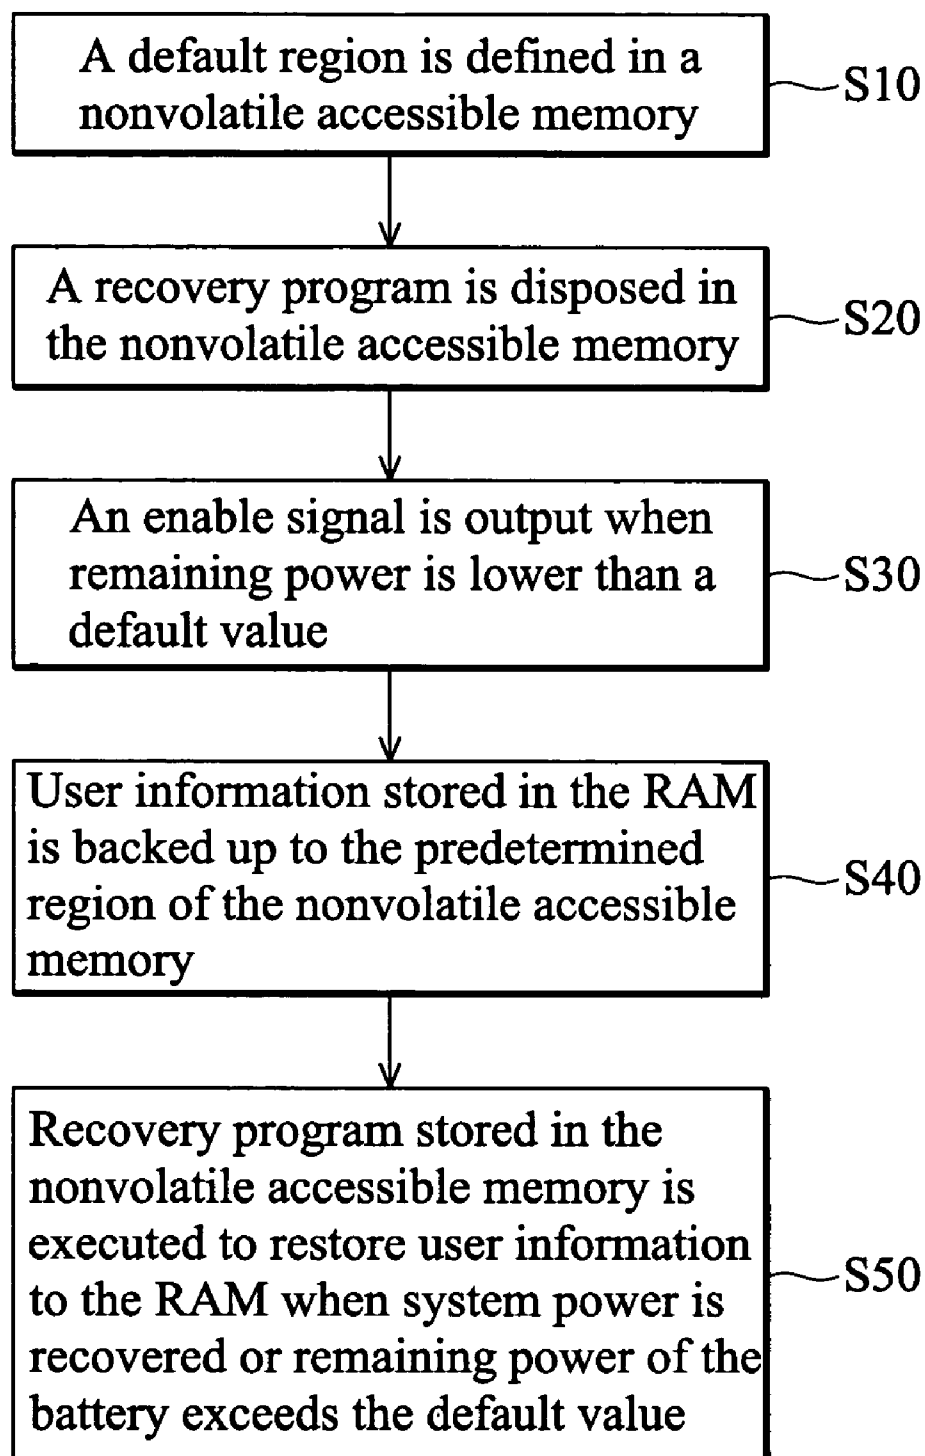 A default region is defined in a
nonvolatile accessible memory
S10
A recovery program is disposed in
the nonvolatile accessible memory
S20
An enable signal is output when
remaining power is lower than a
default value
S30
User information stored in the RAM
is backed up to the predetermined
region of the nonvolatile accessible
memory
S40
Recovery program stored in the
nonvolatile accessible memory is
executed to restore user information
to the RAM when system power is
recovered or remaining power of the
battery exceeds the default value
S50